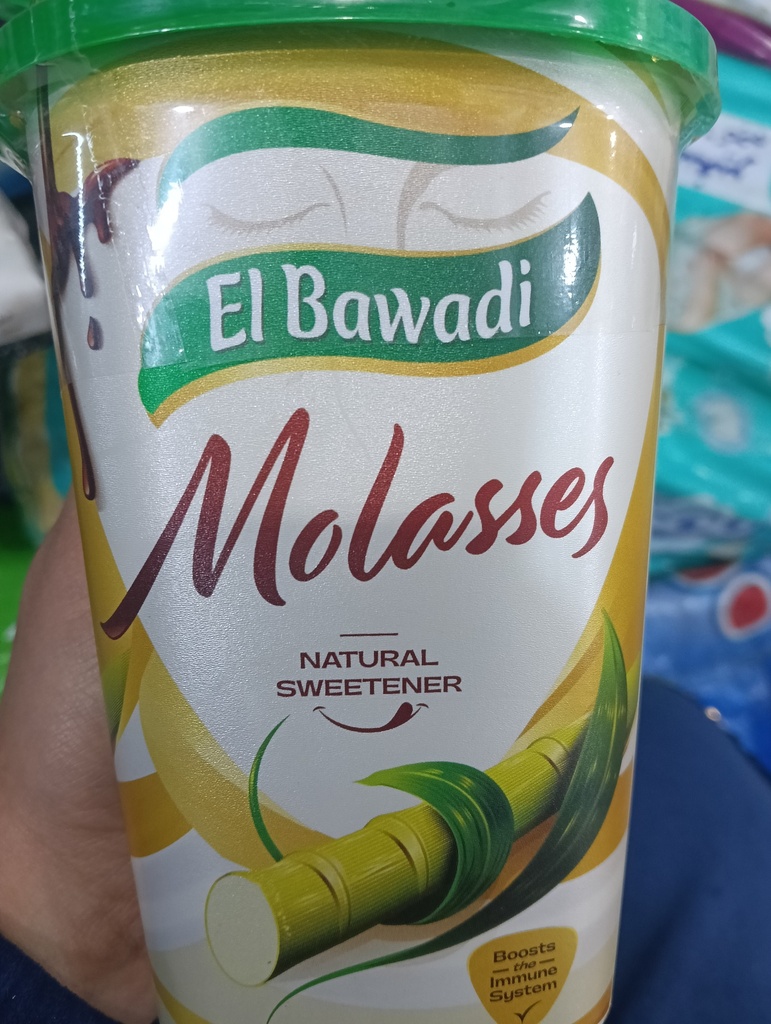 El Bawadi
Molasses
NATURAL
SWEETENER
Boosts
the
Immune
System